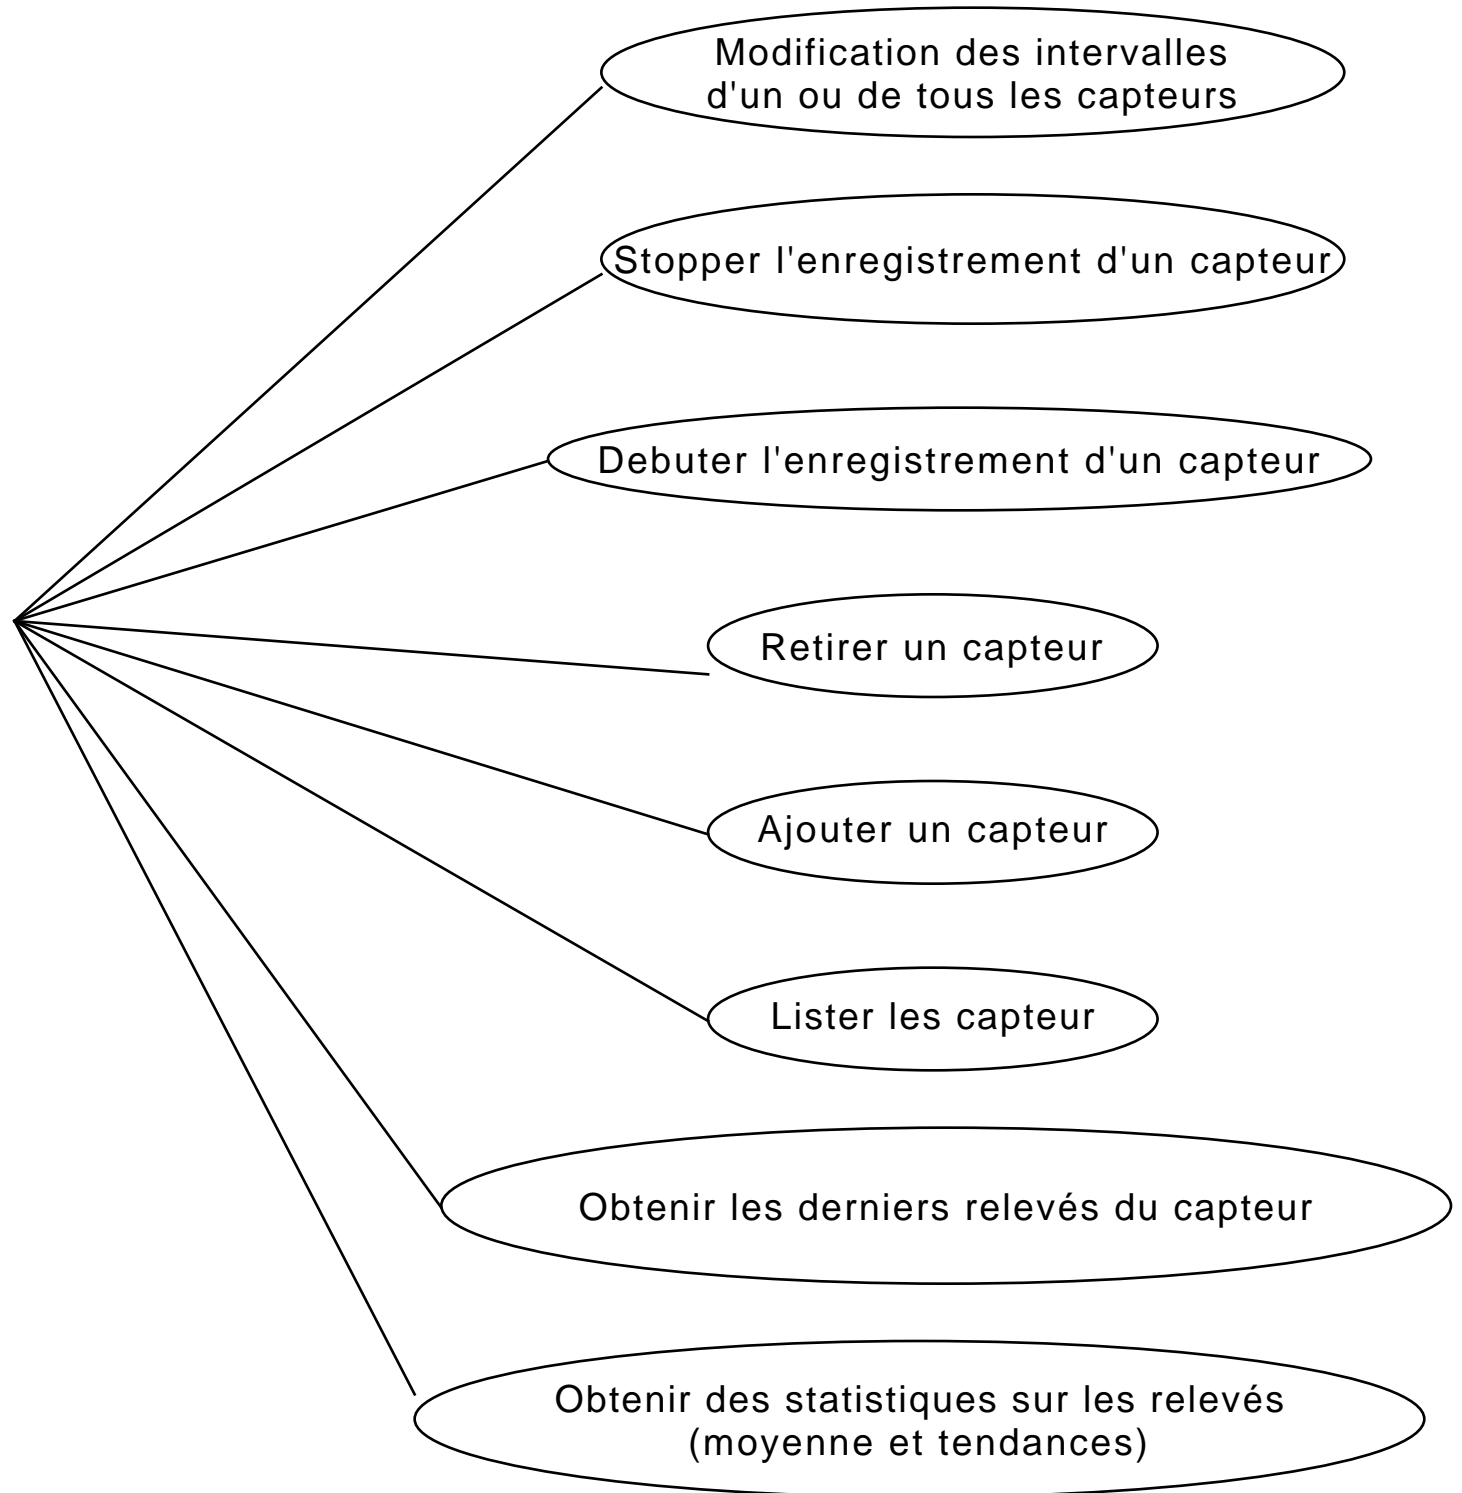 Modification des intervalles
d'un ou de tous les capteurs
Stopper l'enregistrement d'un capteur
Debuter l'enregistrement d'un capteur
Retirer un capteur
Ajouter un capteur
Lister les capteur
Obtenir les derniers relevés du capteur
Obtenir des statistiques sur les relevés
(moyenne et tendances)